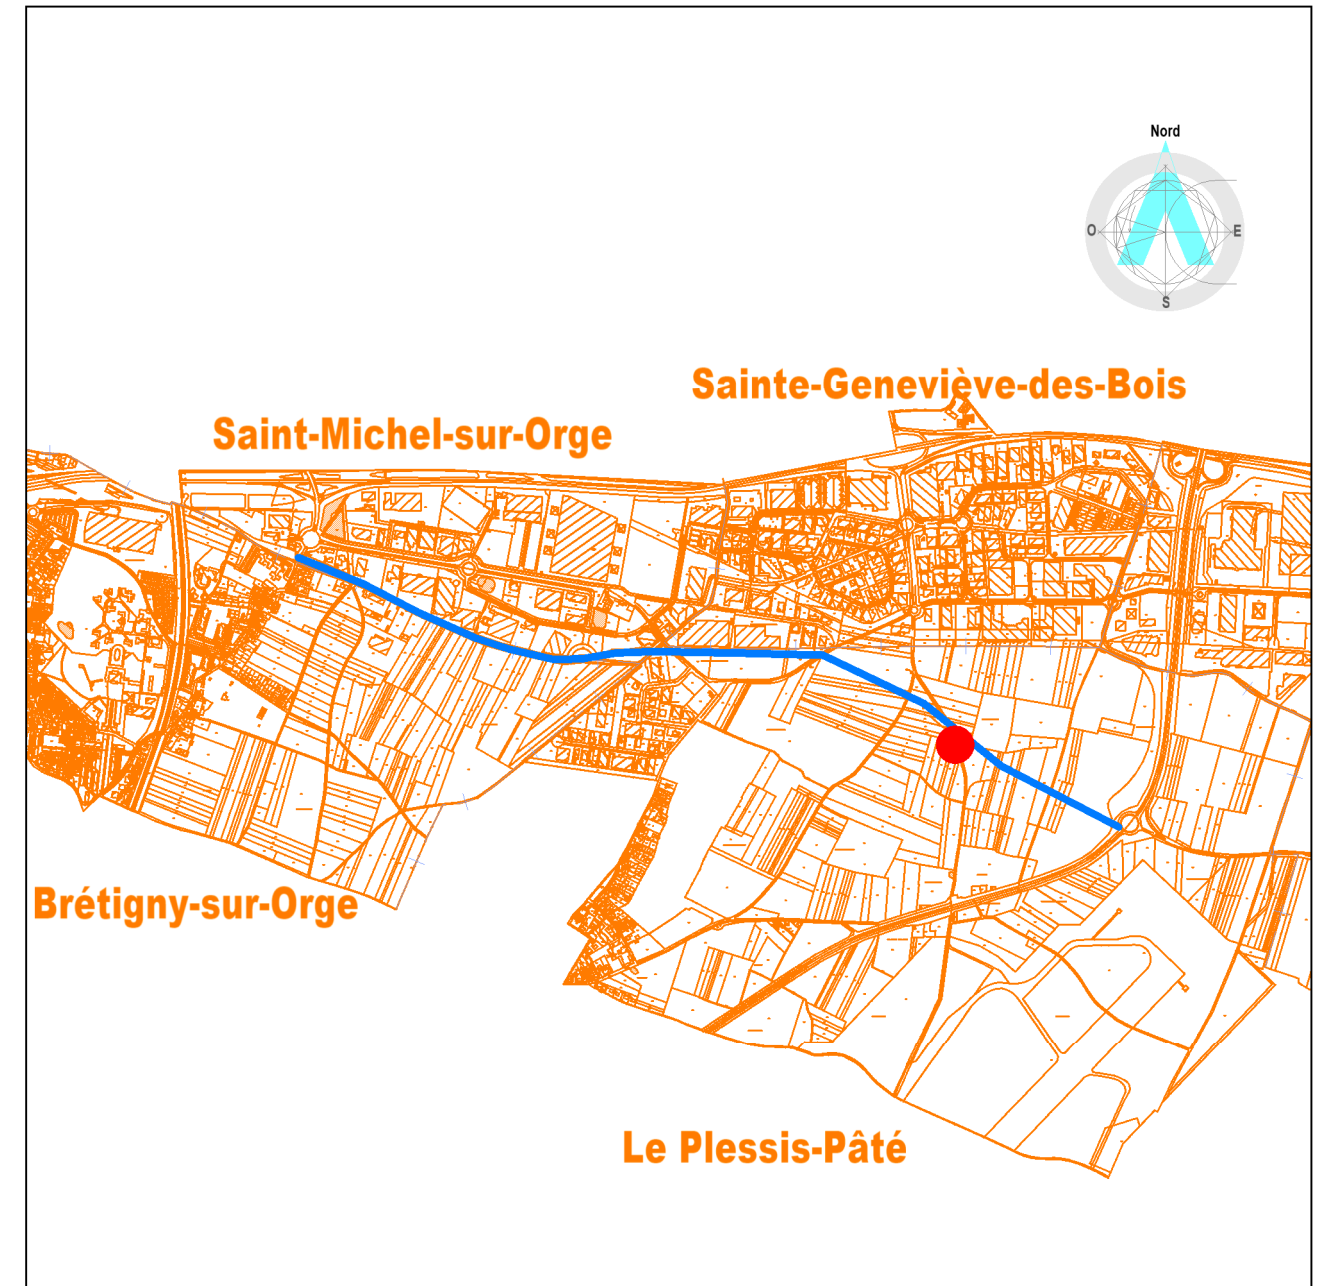 Nord
O
E
S
Sainte-Geneviève-des-Bois
Saint-Michel-sur-Orge
Brétigny-sur-Orge
Le Plessis-Pâté